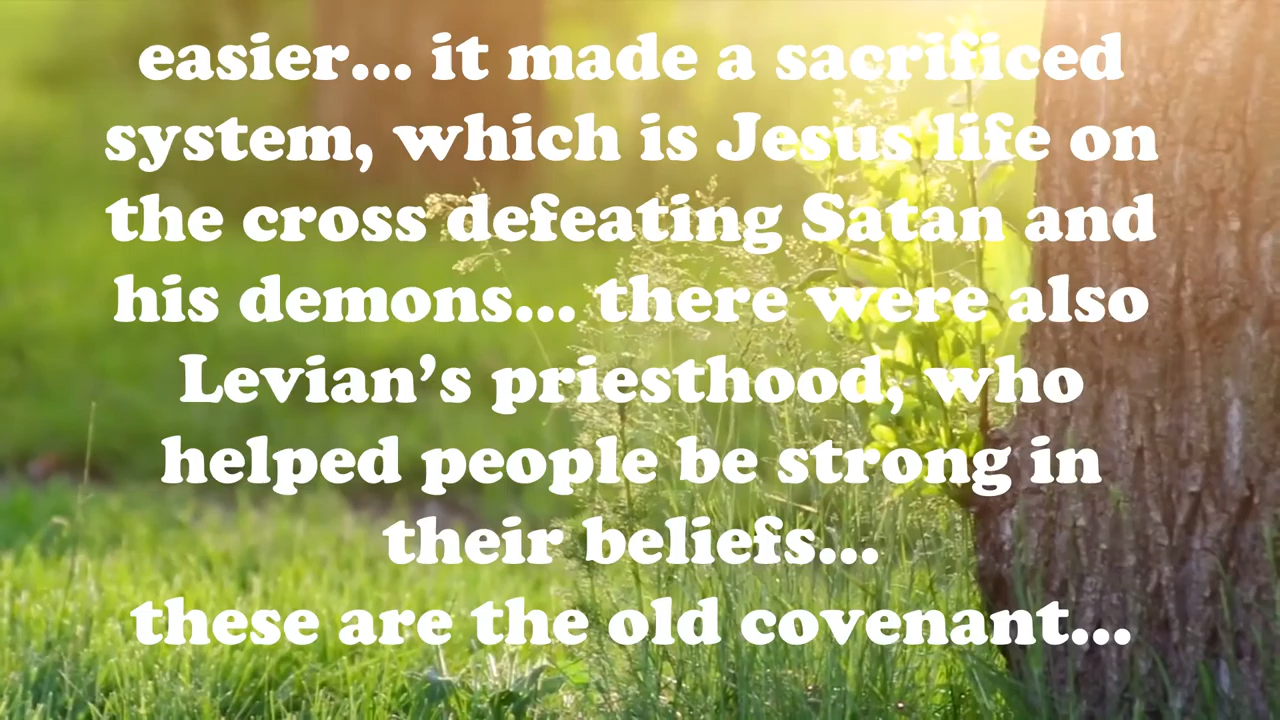 easier... it made a sacrificed
system, which is Jesus life on
the cross defeating Satan and
his demons... there were also
Levian’s priesthood, who
helped people be strong in
their beliefs...
these are the old covenant...